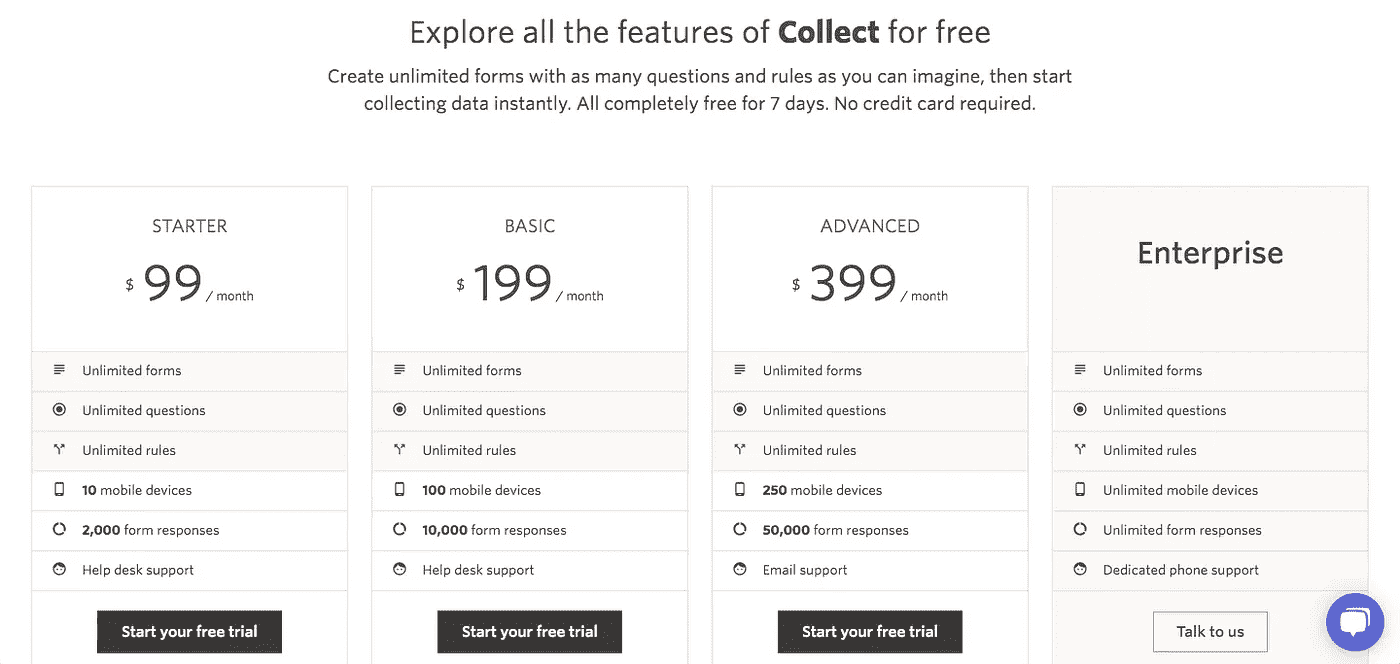 Explore all the features of Collect for free
Create unlimited forms with as many questions and rules as you can imagine, then start
collecting data instantly. All completely free for 7 days. No credit card required.
STARTER
$ 99 / month
Unlimited forms
Unlimited questions
Unlimited rules
10 mobile devices
2,000 form responses
Help desk support
Start your free trial
BASIC
$ 199 / month
Unlimited forms
Unlimited questions
Unlimited rules
100 mobile devices
10,000 form responses
Help desk support
Start your free trial
ADVANCED
$ 399 / month
Unlimited forms
Unlimited questions
Unlimited rules
250 mobile devices
50,000 form responses
Email support
Start your free trial
Enterprise
Unlimited forms
Unlimited questions
Unlimited rules
Unlimited mobile devices
Unlimited form responses
Dedicated phone support
Talk to us